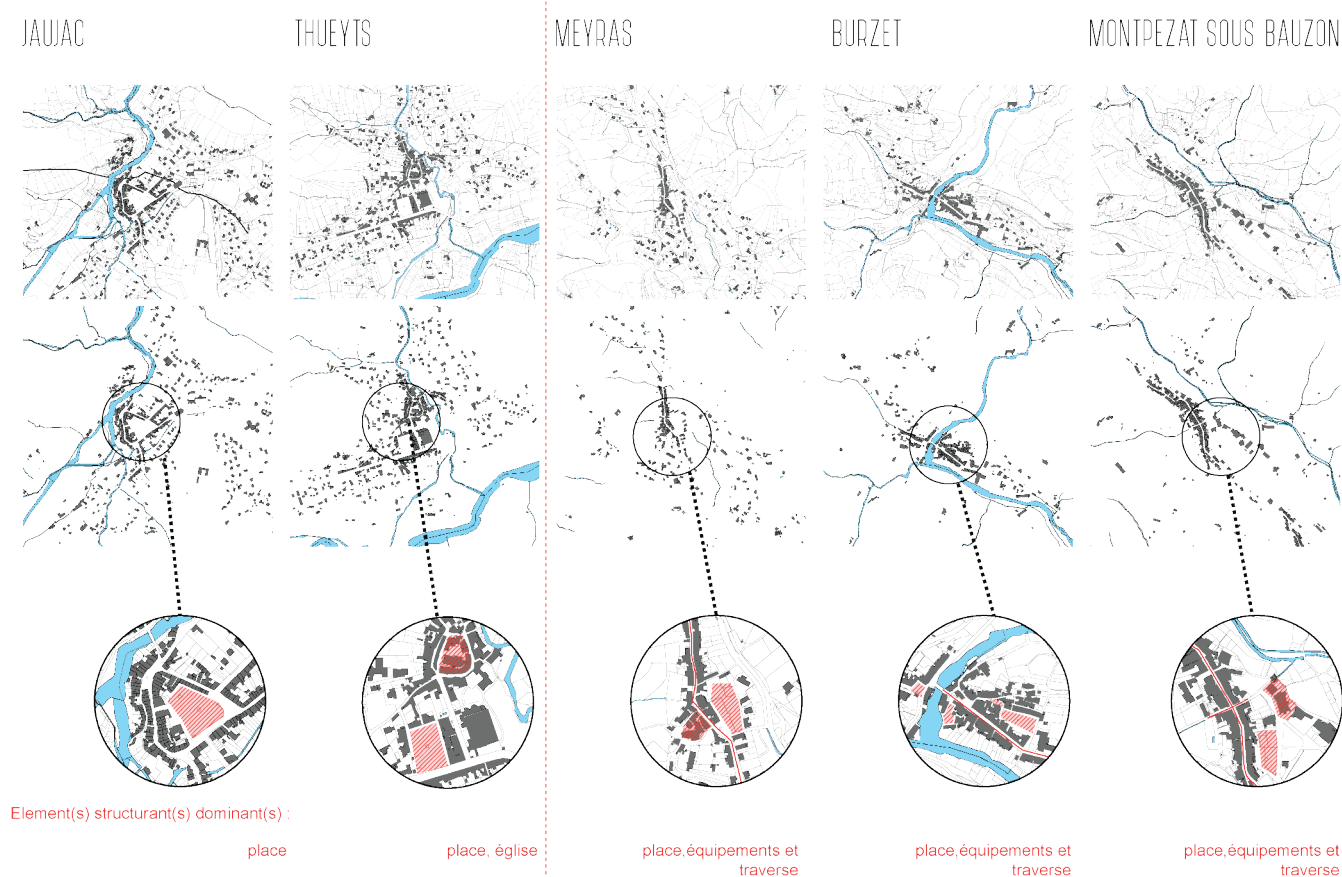 JAUJAC
THUEYTS
MEYRAS
BURZET
MONTPEZAT SOUS BAUZON
Element(s) structurant(s) dominant(s) :
place
place, église
place,équipements et
traverse
place,équipements et
traverse
place,équipements et
traverse